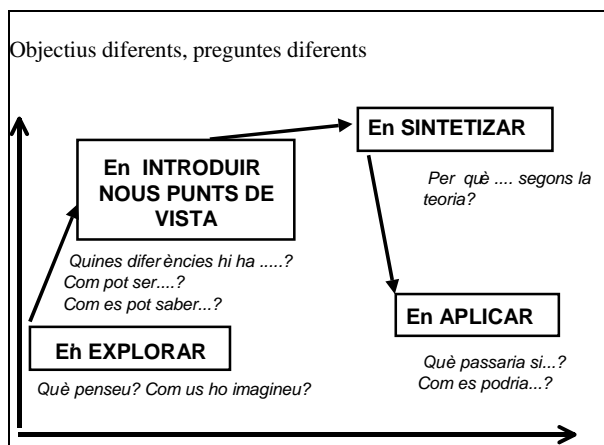 Objectius diferents, preguntes diferents
En SINTETIZAR
En INTRODUIR
NOUS PUNTS DE
VISTA
Per què .... segons la
teoria?
Quines diferències hi ha .....?
Com pot ser....?
Com es pot saber...?
En APLICAR
En EXPLORAR
Què passaria si...?
Com es podria...?
Què penseu? Com us ho imagineu?